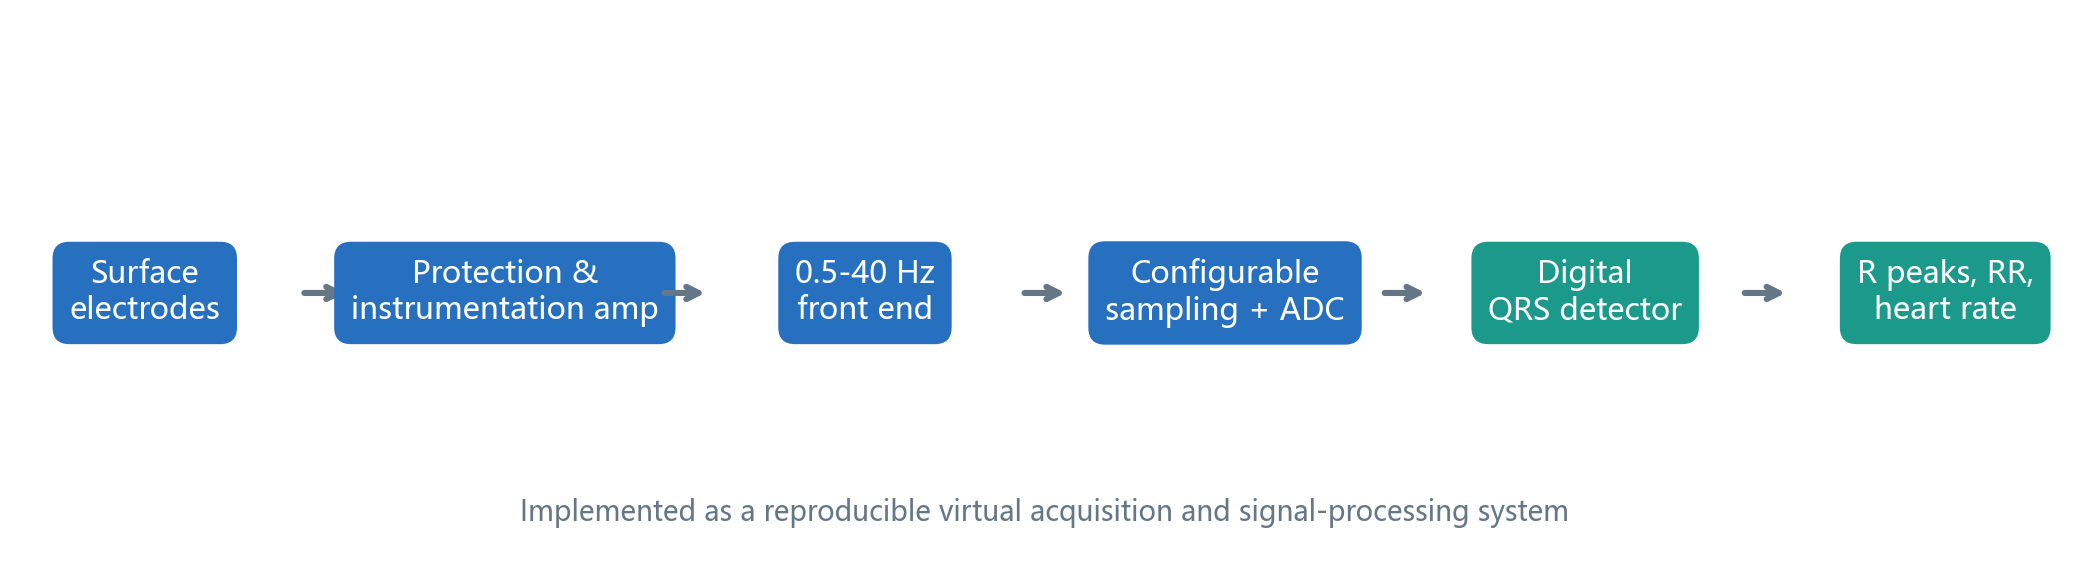 Surface
electrodes
Protection &
instrumentation amp
0.5-40 Hz
front end
Configurable
sampling + ADC
Digital
QRS detector
R peaks, RR,
heart rate
Implemented as a reproducible virtual acquisition and signal-processing system